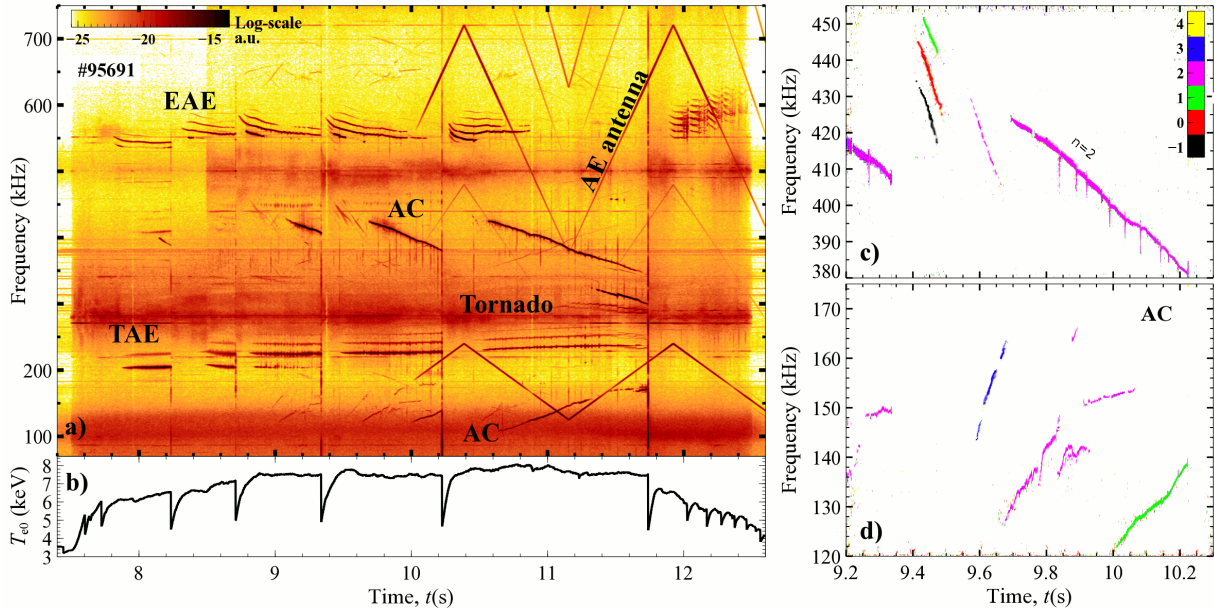 Log-scale
a.u.
−25 −20 −15
#95691
EAE
AE antenna
AC
Tornado
TAE
AC
a)
700
600
200
100
Frequency (kHz)
b)
8
7
6
5
4
3
Te0 (keV)
8 9 10 11 12
Time, t(s)
450
440
430
420
410
400
390
380
Frequency (kHz)
n=2
4
3
2
1
0
−1
c)
170
160
150
140
130
120
Frequency (kHz)
AC
d)
9.2 9.4 9.6 9.8 10 10.2
Time, t(s)